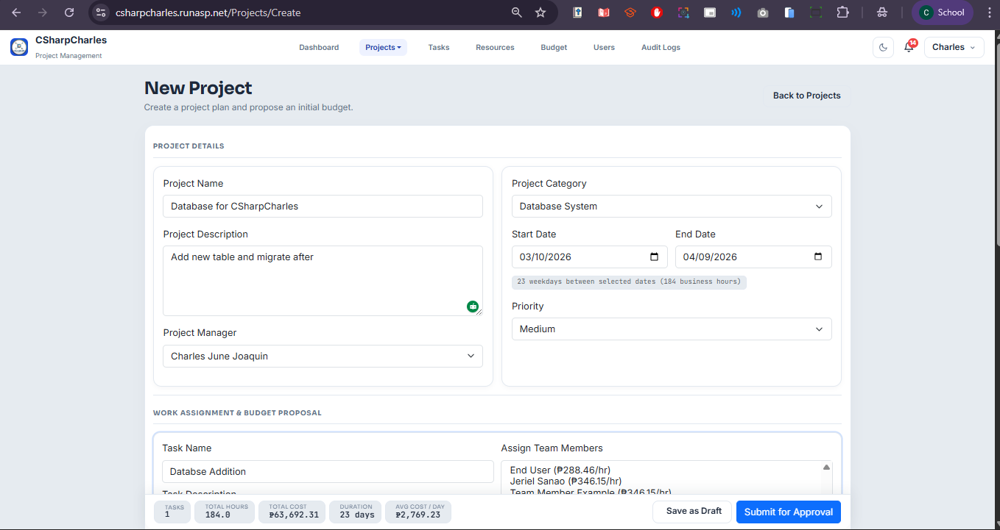 csharpcharles.runasp.net/Projects/Create
C School
CSharpCharles
Project Management
Dashboard Projects Tasks Resources Budget Users Audit Logs
14
Charles
New Project
Create a project plan and propose an initial budget.
Back to Projects
PROJECT DETAILS
Project Name
Database for CSharpCharles
Project Description
Add new table and migrate after
Project Manager
Charles June Joaquin
Project Category
Database System
Start Date End Date
03/10/2026 04/09/2026
23 weekdays between selected dates (184 business hours)
Priority
Medium
WORK ASSIGNMENT & BUDGET PROPOSAL
Task Name
Databse Addition
Task Description
Assign Team Members
End User (₱288.46/hr)
Jeriel Sanao (₱346.15/hr)
Team Member Example (₱346.15/hr)
TASKS
1
TOTAL HOURS
184.0
TOTAL COST
₱63,692.31
DURATION
23 days
AVG COST / DAY
₱2,769.23
Save as Draft
Submit for Approval